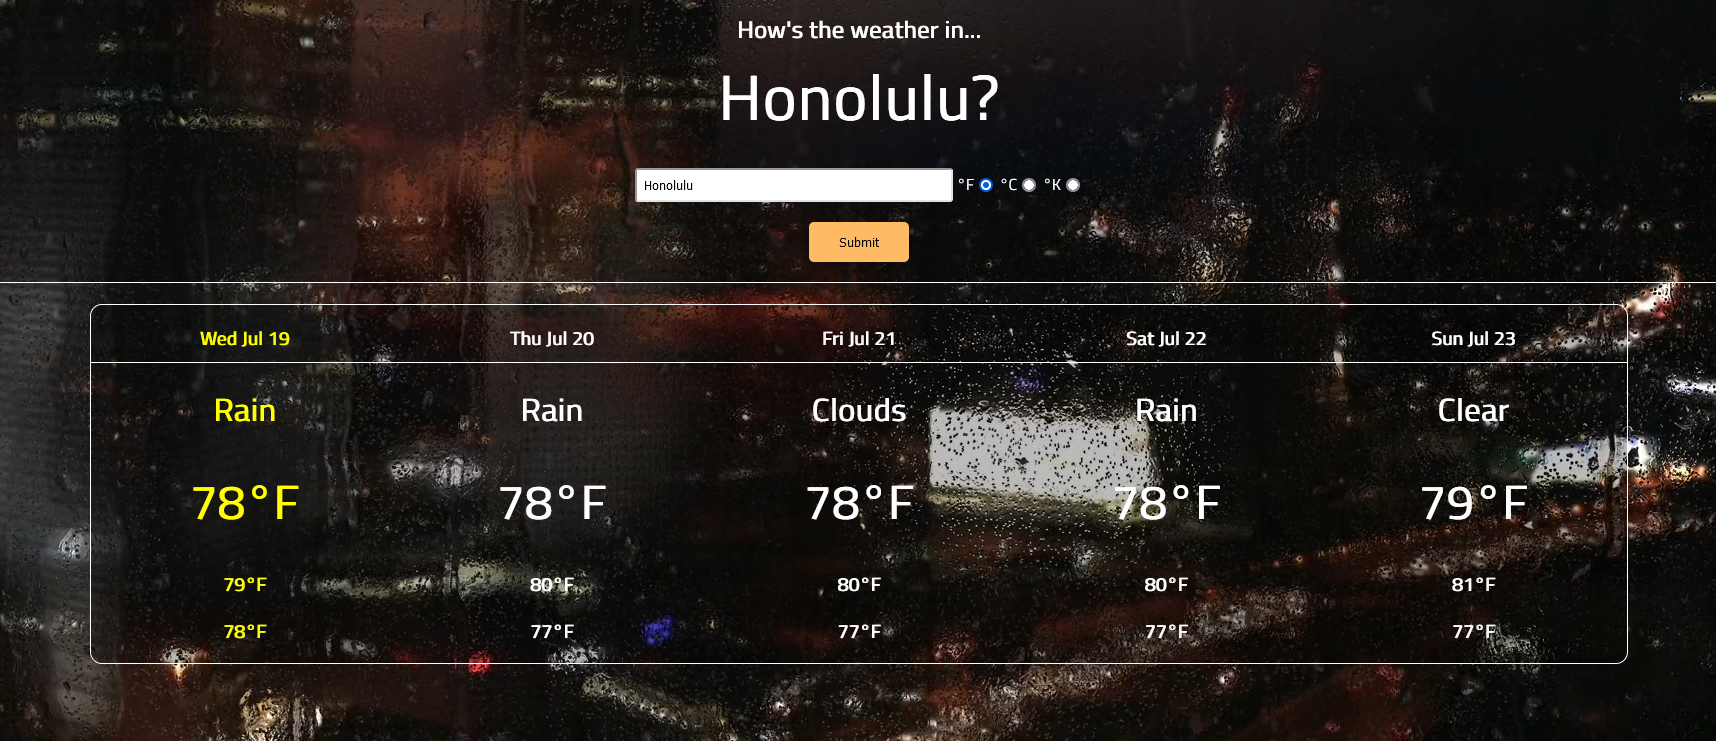 How's the weather in...
Honolulu?
Honolulu °F °C °K
Submit
Wed Jul 19 Thu Jul 20 Fri Jul 21 Sat Jul 22 Sun Jul 23
Rain Rain Clouds Rain Clear
78°F 78°F 78°F 78°F 79°F
79°F 80°F 80°F 80°F 81°F
78°F 77°F 77°F 77°F 77°F